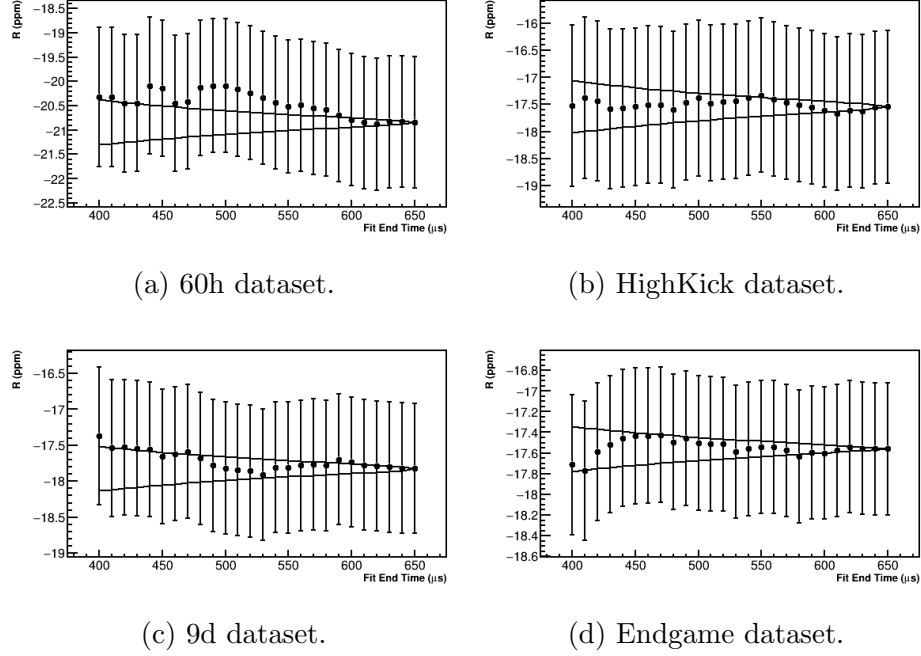 R (ppm)
−18.5
−19
−19.5
−20
−20.5
−21
−21.5
−22
−22.5
400 450 500 550 600 650
Fit End Time (μs)
(a) 60h dataset.
R (ppm)
−16
−16.5
−17
−17.5
−18
−18.5
−19
400 450 500 550 600 650
Fit End Time (μs)
(b) HighKick dataset.
R (ppm)
−16.5
−17
−17.5
−18
−18.5
−19
400 450 500 550 600 650
Fit End Time (μs)
(c) 9d dataset.
R (ppm)
−16.8
−17
−17.2
−17.4
−17.6
−17.8
−18
−18.2
−18.4
−18.6
400 450 500 550 600 650
Fit End Time (μs)
(d) Endgame dataset.